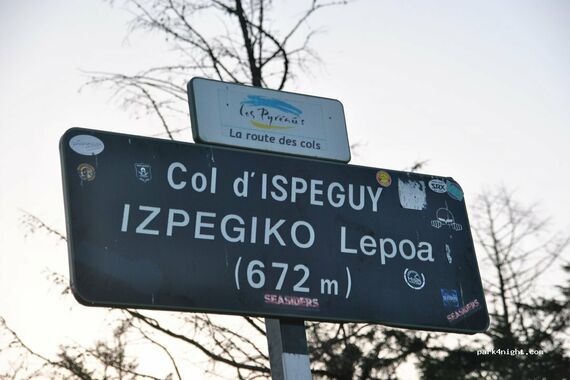 Les Pyrénées
La route des cols
Col d'ISPEGUY
IZPEGIKO Lepoa
(672 m)
SEASIDERS
SEASIDERS
park4night.com